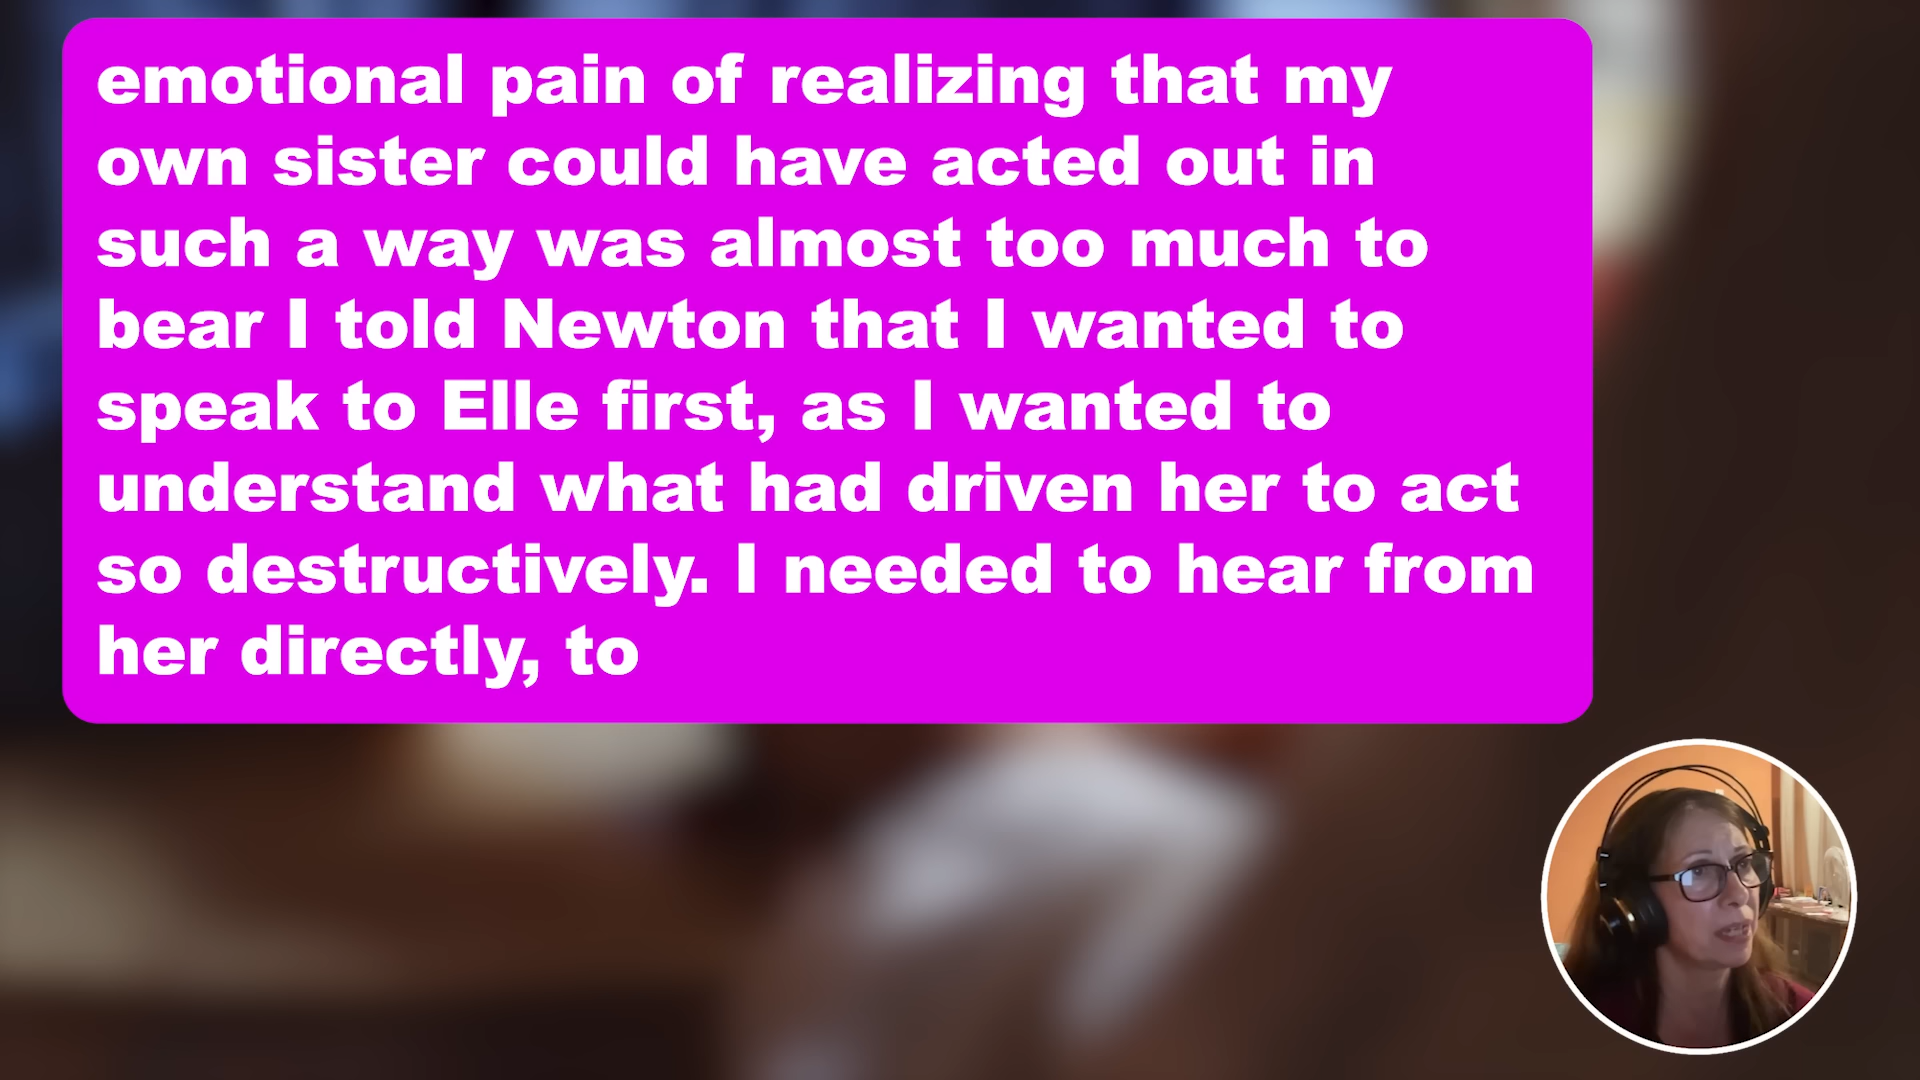 emotional pain of realizing that my
own sister could have acted out in
such a way was almost too much to
bear I told Newton that I wanted to
speak to Elle first, as I wanted to
understand what had driven her to act
so destructively. I needed to hear from
her directly, to